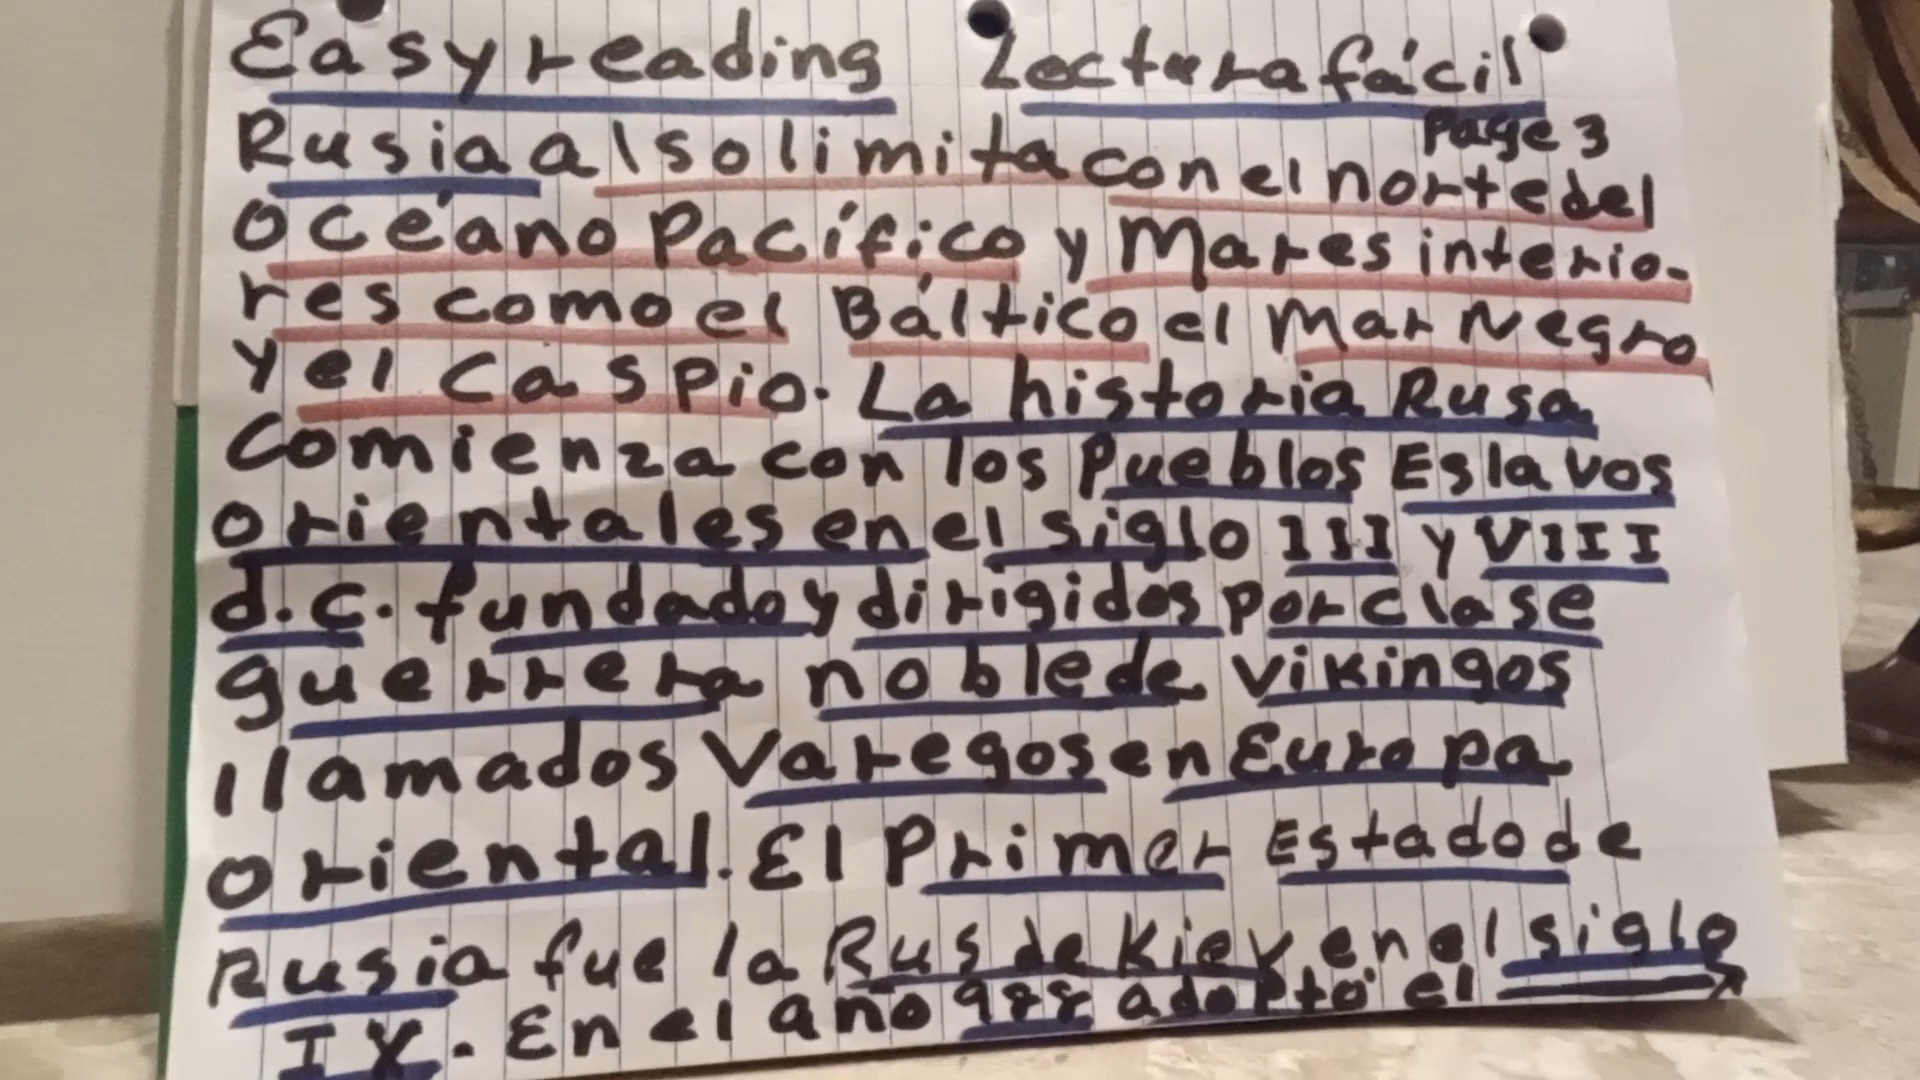 Easy reading Lectura fácil
Page 3
Rusia also limita con el norte del
Océano Pacífico y Mares interio-
res como el Báltico el Mar Negro
y el Caspio. La historia Rusa
Comienza con los Pueblos Eslavos
orientales en el siglo III y VIII
d.c. fundado y dirigidos por clase
guerrera noble de vikingos
llamados Varegos en Europa
Oriental. El Primer Estado de
Rusia fue la Rus de Kiev en el siglo
IX. En el año 988 adoptó el